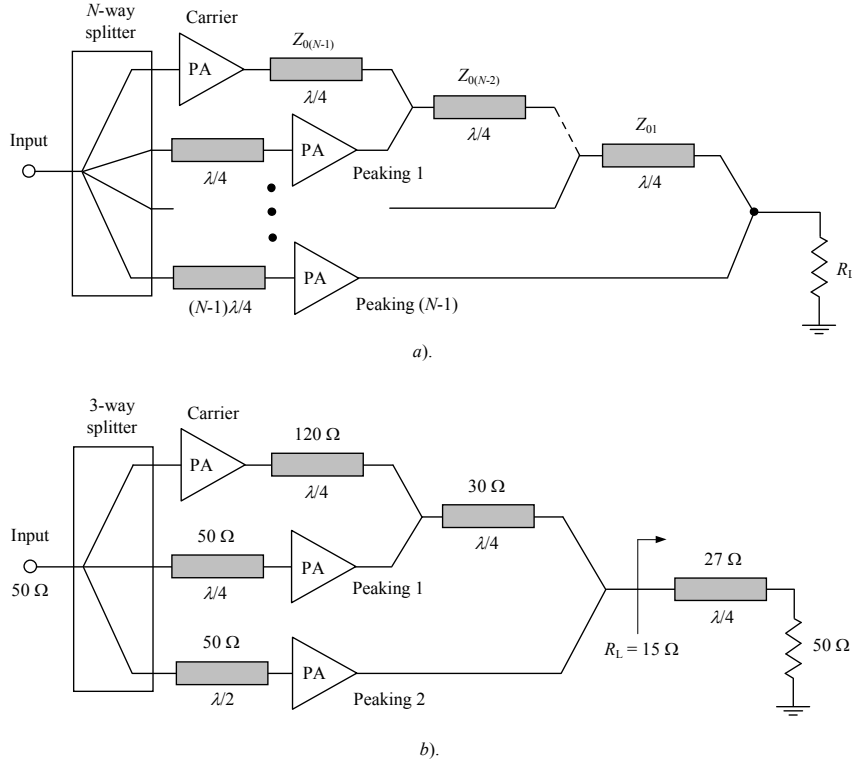 N-way
splitter
Carrier
PA
Z0(N-1)
λ/4
Z0(N-2)
λ/4
Z01
λ/4
Input
λ/4
PA
Peaking 1
RL
(N-1)λ/4
PA
Peaking (N-1)
a).
3-way
splitter
Carrier
PA
120 Ω
λ/4
30 Ω
λ/4
Input
50 Ω
50 Ω
λ/4
PA
Peaking 1
27 Ω
λ/4
RL = 15 Ω
50 Ω
50 Ω
λ/2
PA
Peaking 2
b).